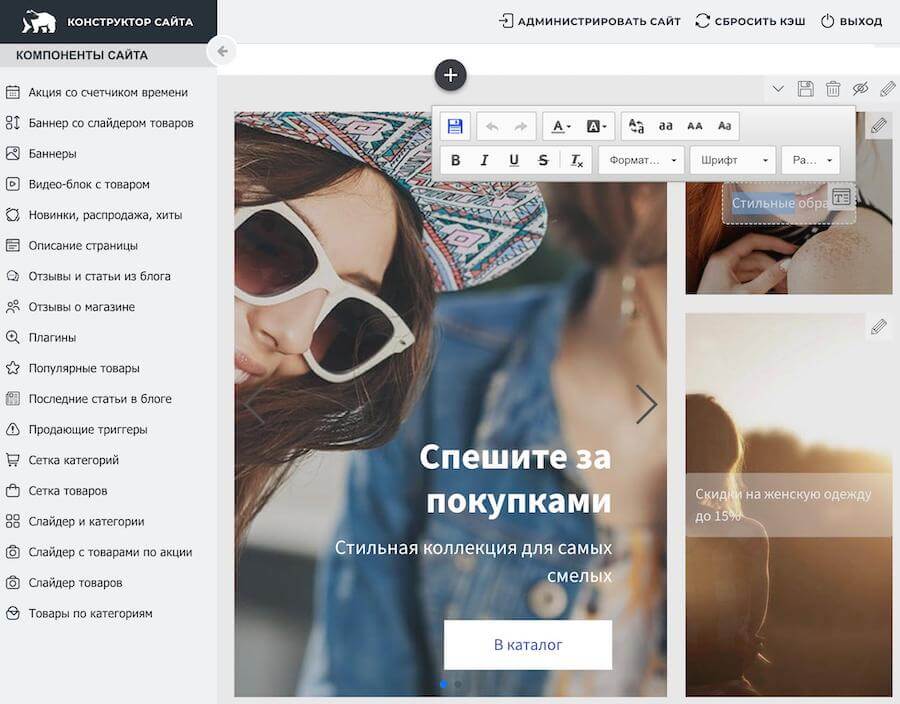 КОНСТРУКТОР САЙТА
АДМИНИСТРИРОВАТЬ САЙТ
СБРОСИТЬ КЭШ
ВЫХОД
КОМПОНЕНТЫ САЙТА
Акция со счетчиком времени
Баннер со слайдером товаров
Баннеры
Видео-блок с товаром
Новинки, распродажа, хиты
Описание страницы
Отзывы и статьи из блога
Отзывы о магазине
Плагины
Популярные товары
Последние статьи в блоге
Продающие триггеры
Сетка категорий
Сетка товаров
Слайдер и категории
Слайдер с товарами по акции
Слайдер товаров
Товары по категориям
A A aa AA Aa
B I U S Tx
Формат... Шрифт Ра...
Стильные обра
Спешите за
покупками
Стильная коллекция для самых
смелых
В каталог
Скидки на женскую одежду
до 15%